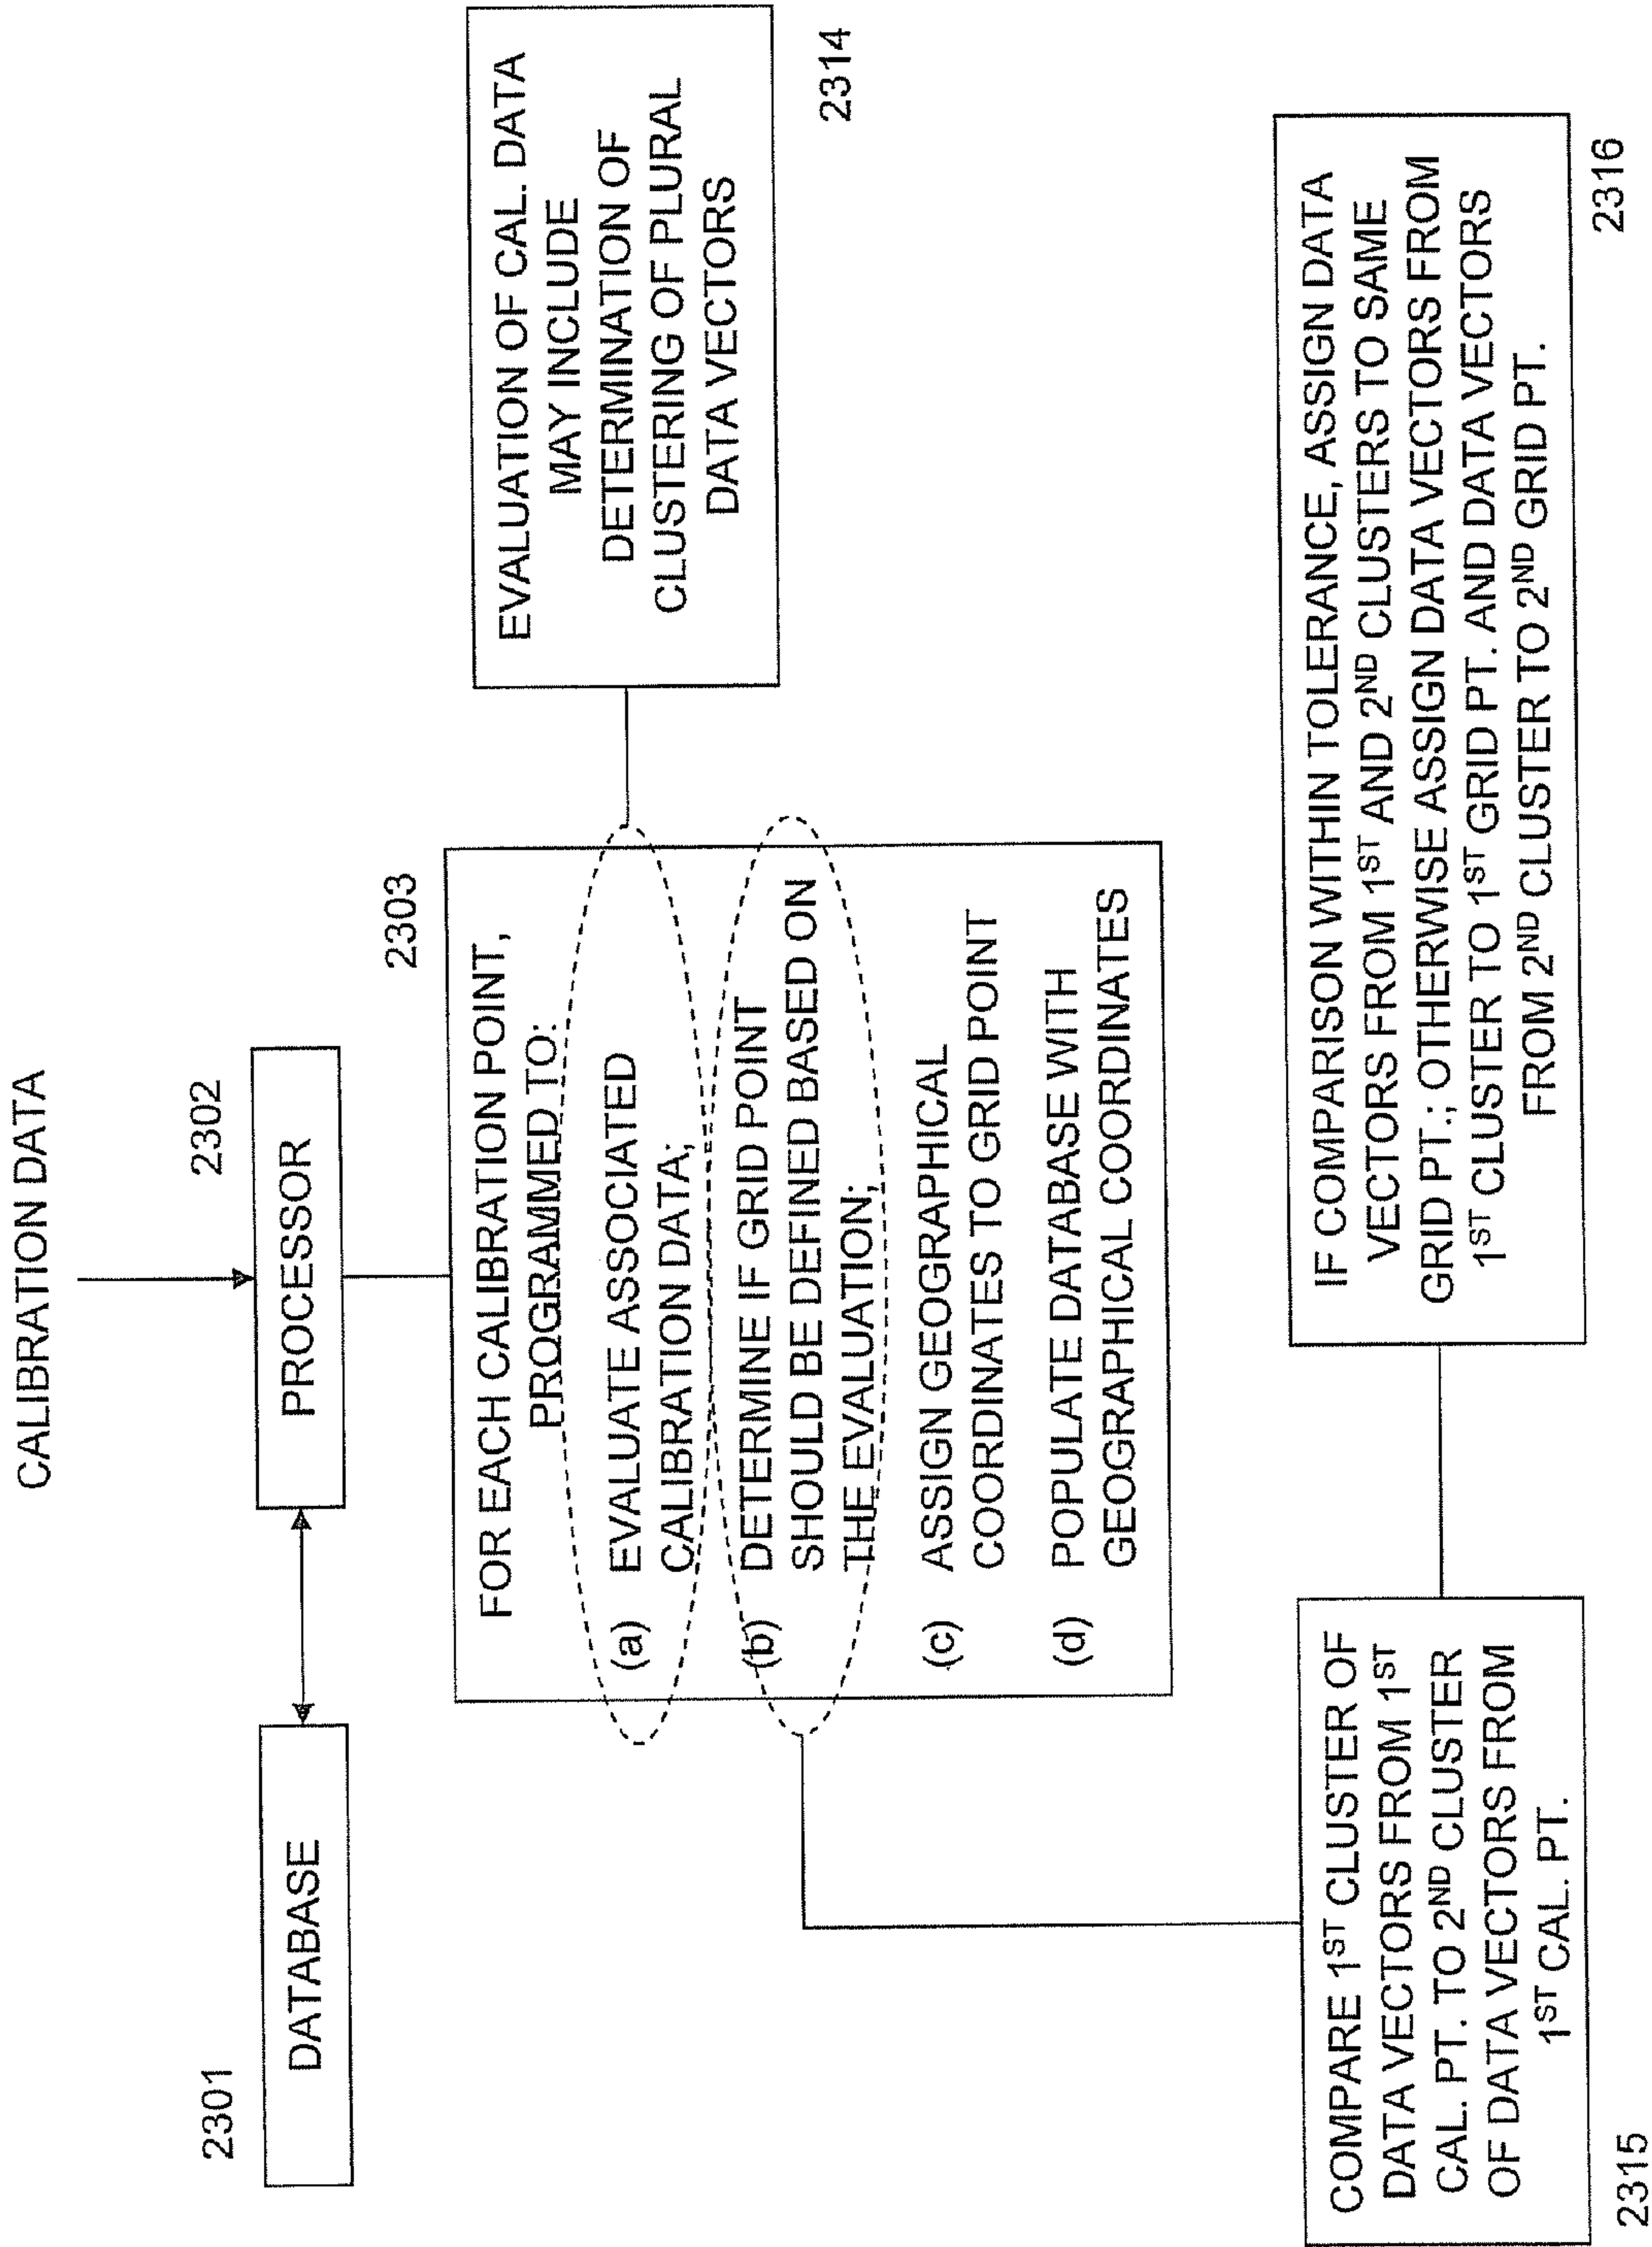 CALIBRATION DATA
2301
DATABASE
2302
PROCESSOR
2303
FOR EACH CALIBRATION POINT,
PROGRAMMED TO:
(a) EVALUATE ASSOCIATED
CALIBRATION DATA;
(b) DETERMINE IF GRID POINT
SHOULD BE DEFINED BASED ON
THE EVALUATION;
(c) ASSIGN GEOGRAPHICAL
COORDINATES TO GRID POINT
(d) POPULATE DATABASE WITH
GEOGRAPHICAL COORDINATES
EVALUATION OF CAL. DATA
MAY INCLUDE
DETERMINATION OF
CLUSTERING OF PLURAL
DATA VECTORS
2314
COMPARE 1ST CLUSTER OF
DATA VECTORS FROM 1ST
CAL. PT. TO 2ND CLUSTER
OF DATA VECTORS FROM
1ST CAL. PT.
2315
IF COMPARISON WITHIN TOLERANCE, ASSIGN DATA
VECTORS FROM 1ST AND 2ND CLUSTERS TO SAME
GRID PT.; OTHERWISE ASSIGN DATA VECTORS FROM
1ST CLUSTER TO 1ST GRID PT. AND DATA VECTORS
FROM 2ND CLUSTER TO 2ND GRID PT.
2316